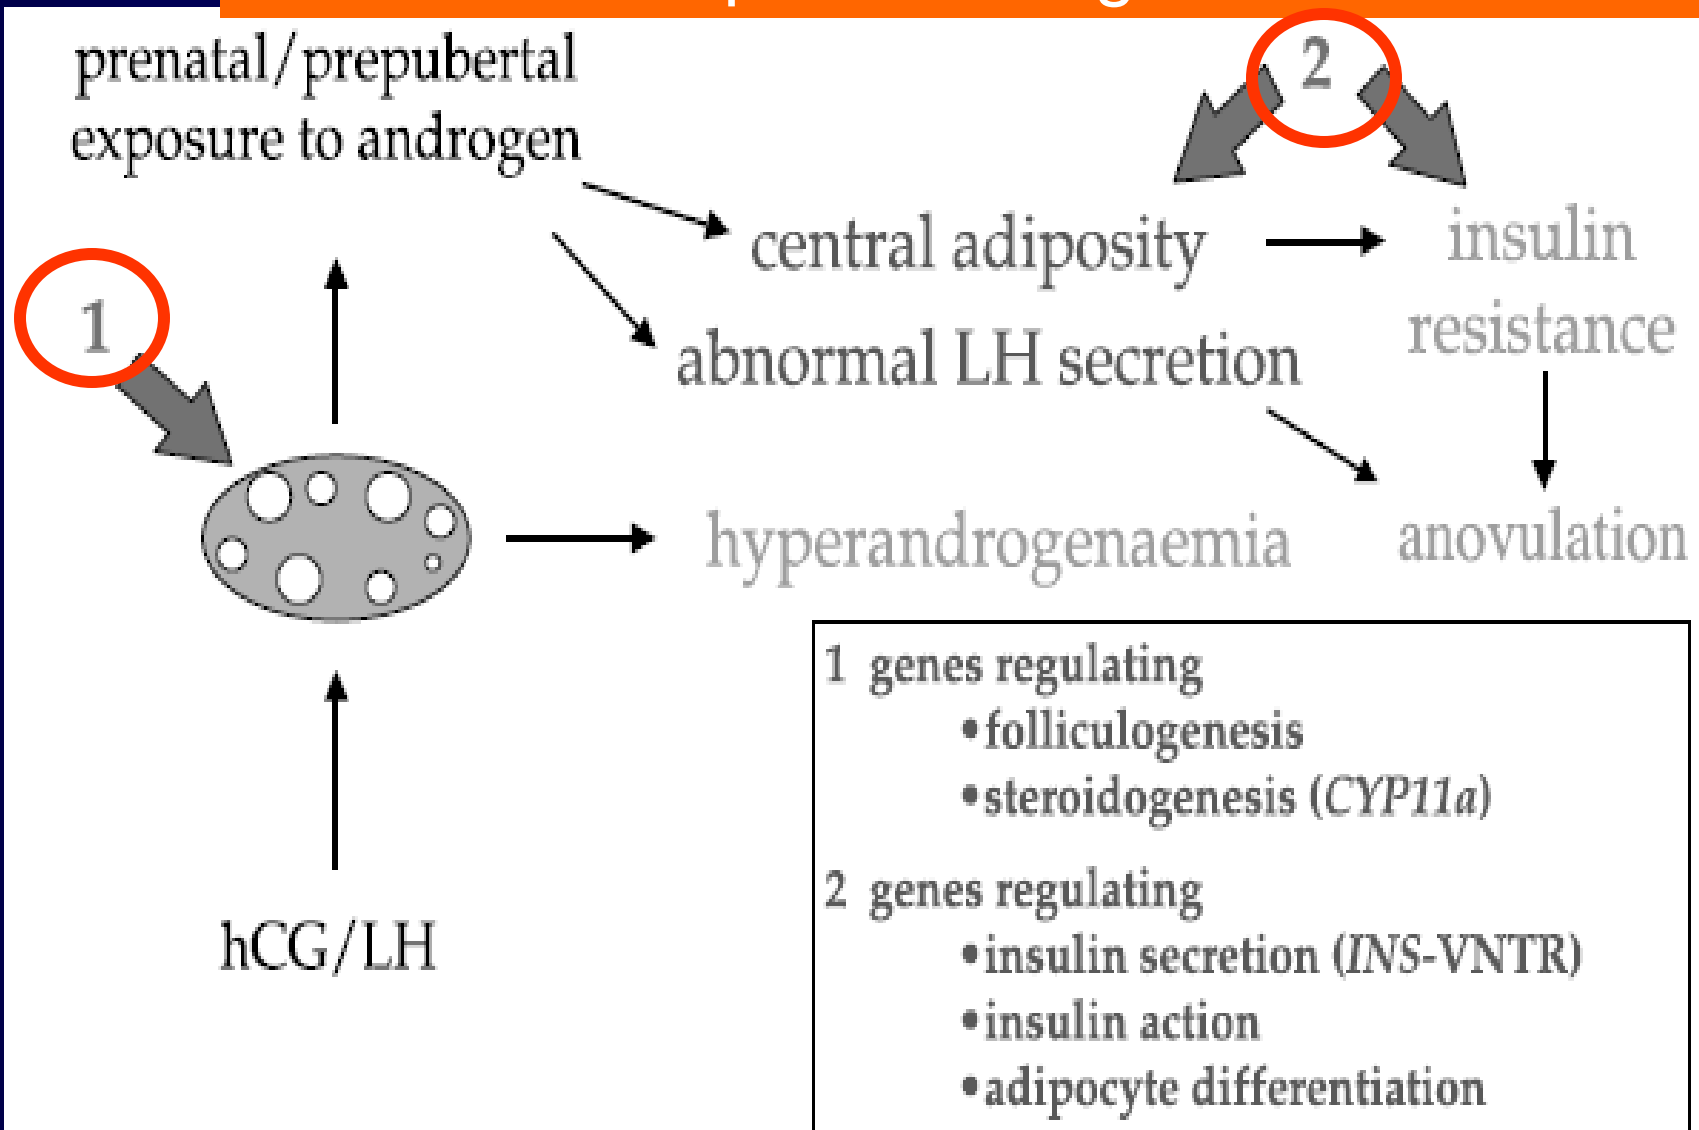 prenatal/prepubertal
exposure to androgen
2
central adiposity
insulin
resistance
1
abnormal LH secretion
hyperandrogenaemia
anovulation
hCG/LH
1 genes regulating
•folliculogenesis
•steroidogenesis (CYP11a)
2 genes regulating
•insulin secretion (INS-VNTR)
•insulin action
•adipocyte differentiation